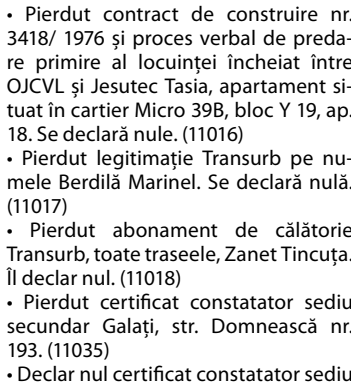 • Pierdut contract de construire nr.
3418/ 1976 și proces verbal de preda-
re primire al locuinței încheiat între
OJCVL și Jesutec Tasia, apartament si-
tuat în cartier Micro 39B, bloc Y 19, ap.
18. Se declară nule. (11016)
• Pierdut legitimație Transurb pe nu-
mele Berdilă Marinel. Se declară nulă.
(11017)
• Pierdut abonament de călătorie
Transurb, toate traseele, Zanet Tincuța.
Îl declar nul. (11018)
• Pierdut certificat constatator sediu
secundar Galați, str. Domnească nr.
193. (11035)
• Declar nul certificat constatator sediu